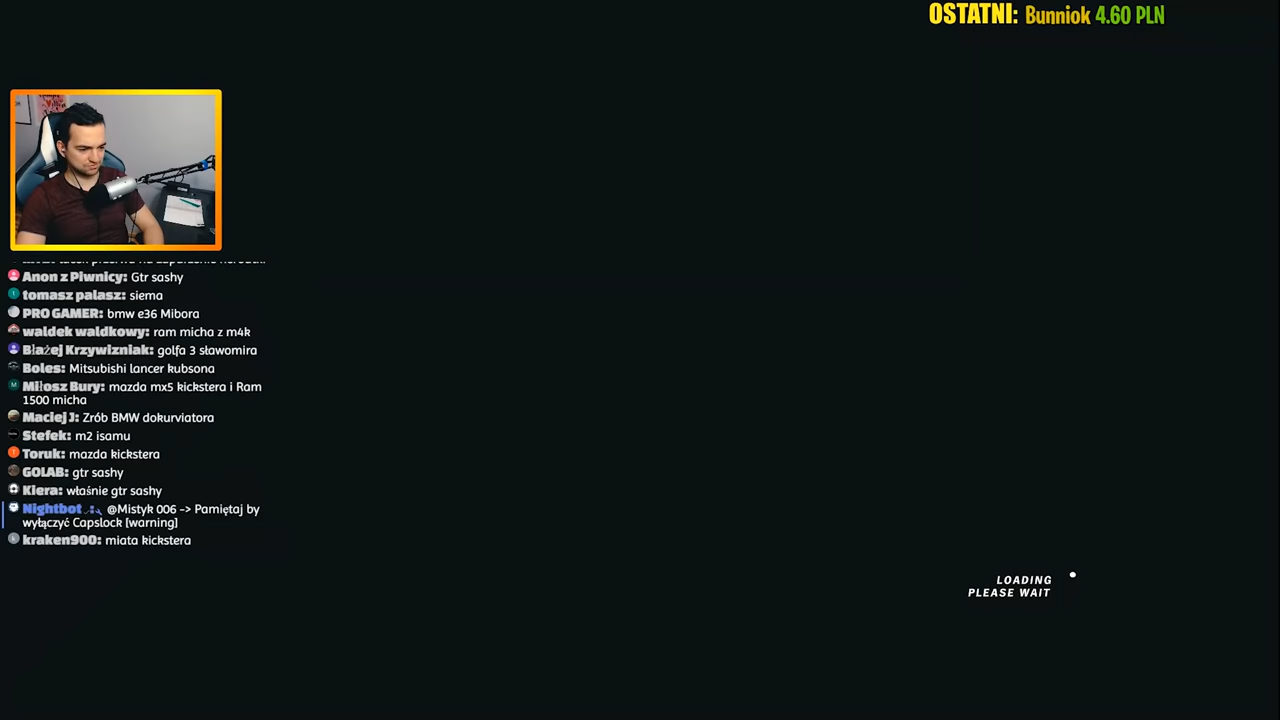 OSTATNI: Bunniok 4.60 PLN
Anon z Piwnicy: Gtr sashy
tomasz palasz: siema
PRO GAMER: bmw e36 Mibora
waldek waldkowy: ram micha z m4k
Błażej Krzywizniak: golfa 3 sławomira
Boles: Mitsubishi lancer kubsona
Miłosz Bury: mazda mx5 kickstera i Ram
1500 micha
Maciej J: Zrób BMW dokurviatora
Stefek: m2 isamu
Toruk: mazda kickstera
GOLAB: gtr sashy
Kiera: właśnie gtr sashy
Nightbot @Mistyk 006 -> Pamiętaj by
wyłączyć Capslock [warning]
kraken900: miata kickstera
LOADING
PLEASE WAIT